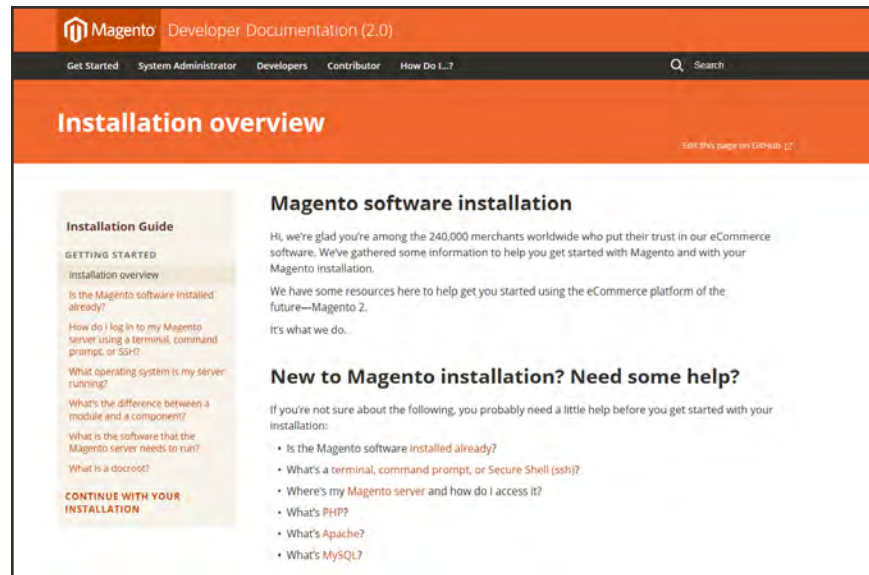 Magento Developer Documentation (2.0)
Get Started System Administrator Developers Contributor How Do I...? Search
Installation overview
Edit this page on GitHub
Installation Guide
GETTING STARTED
Installation overview
Is the Magento software installed
already?
How do I log in to my Magento
server using a terminal, command
prompt, or SSH?
What operating system is my server
running?
What's the difference between a
module and a component?
What is the software that the
Magento server needs to run?
What is a docroot?
CONTINUE WITH YOUR
INSTALLATION
Magento software installation
Hi, we're glad you're among the 240,000 merchants worldwide who put their trust in our eCommerce
software. We've gathered some information to help you get started with Magento and with your
Magento installation.
We have some resources here to help get you started using the eCommerce platform of the
future—Magento 2.
It's what we do.
New to Magento installation? Need some help?
If you're not sure about the following, you probably need a little help before you get started with your
installation:
• Is the Magento software installed already?
• What's a terminal, command prompt, or Secure Shell (ssh)?
• Where's my Magento server and how do I access it?
• What's PHP?
• What's Apache?
• What's MySQL?